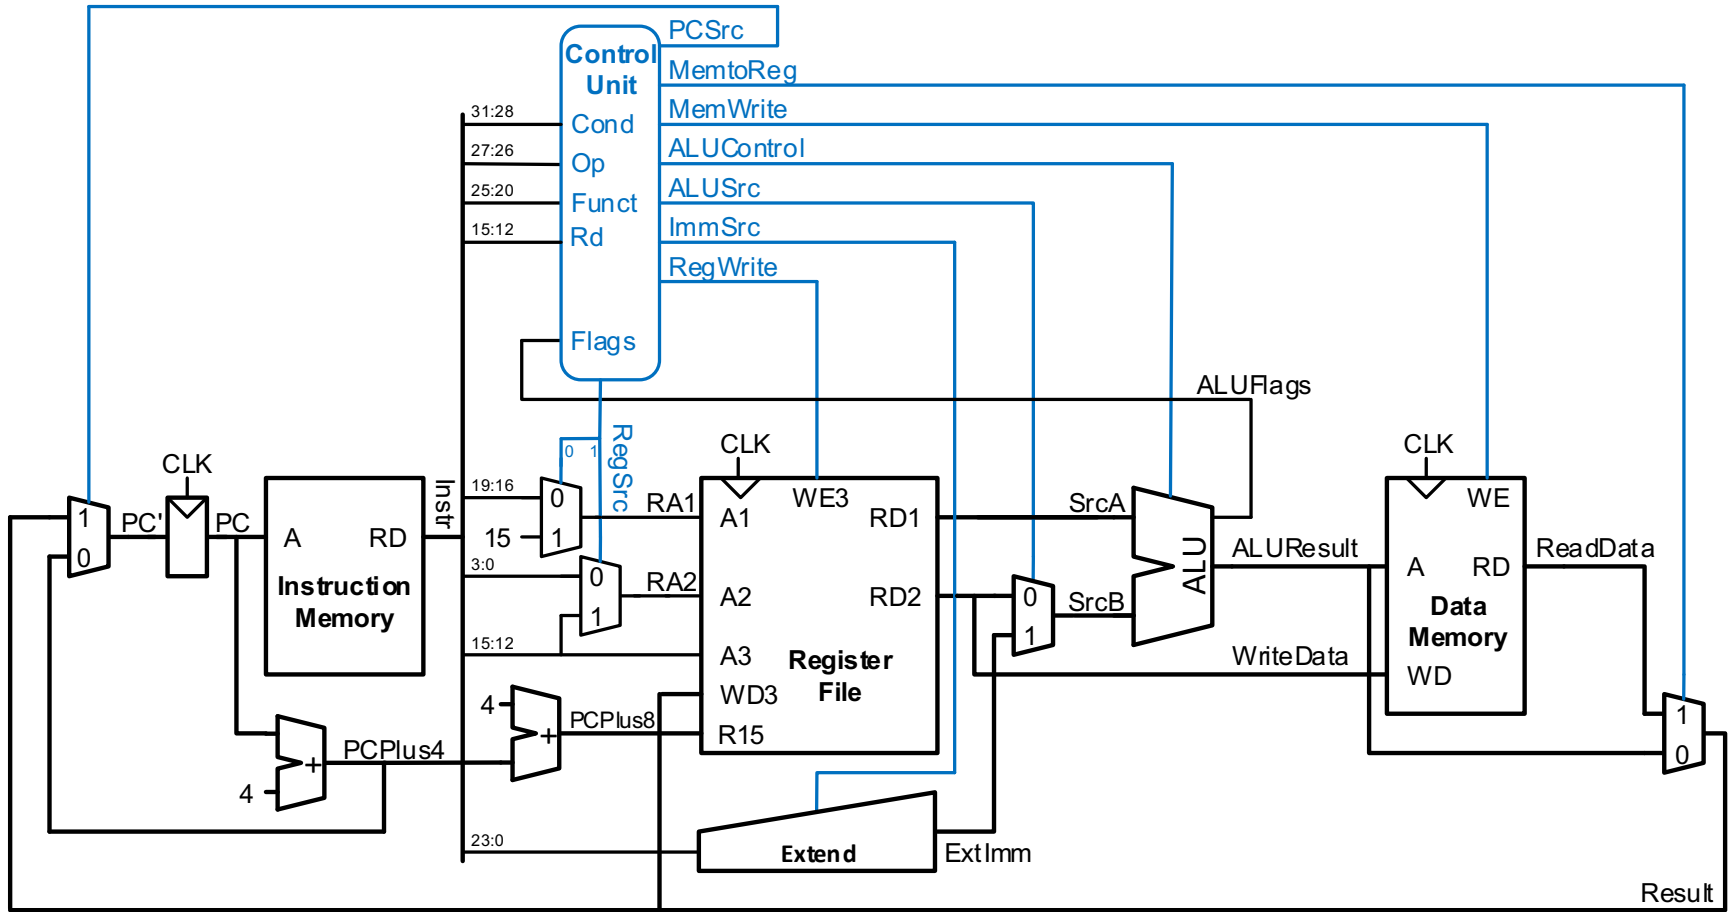 PCSrc
Control
Unit
MemtoReg
MemWrite
31:28
Cond
ALUControl
27:26
Op
ALUSrc
25:20
Funct
ImmSrc
15:12
Rd
RegWrite
Flags
ALUFlags
RegSrc
0 1
CLK
CLK
CLK
Instr
19:16
0
RA1
WE3
WE
1
PC'
PC
A
RD
15
1
A1
RD1
SrcA
ALU
0
3:0
0
RA2
A2
RD2
0
SrcB
ALUResult
A
RD
ReadData
Instruction
Memory
1
1
Data
Memory
15:12
A3
Register
File
WriteData
WD
4
WD3
PCPlus8
R15
+
1
0
PCPlus4
+
4
23:0
Extend
ExtImm
Result